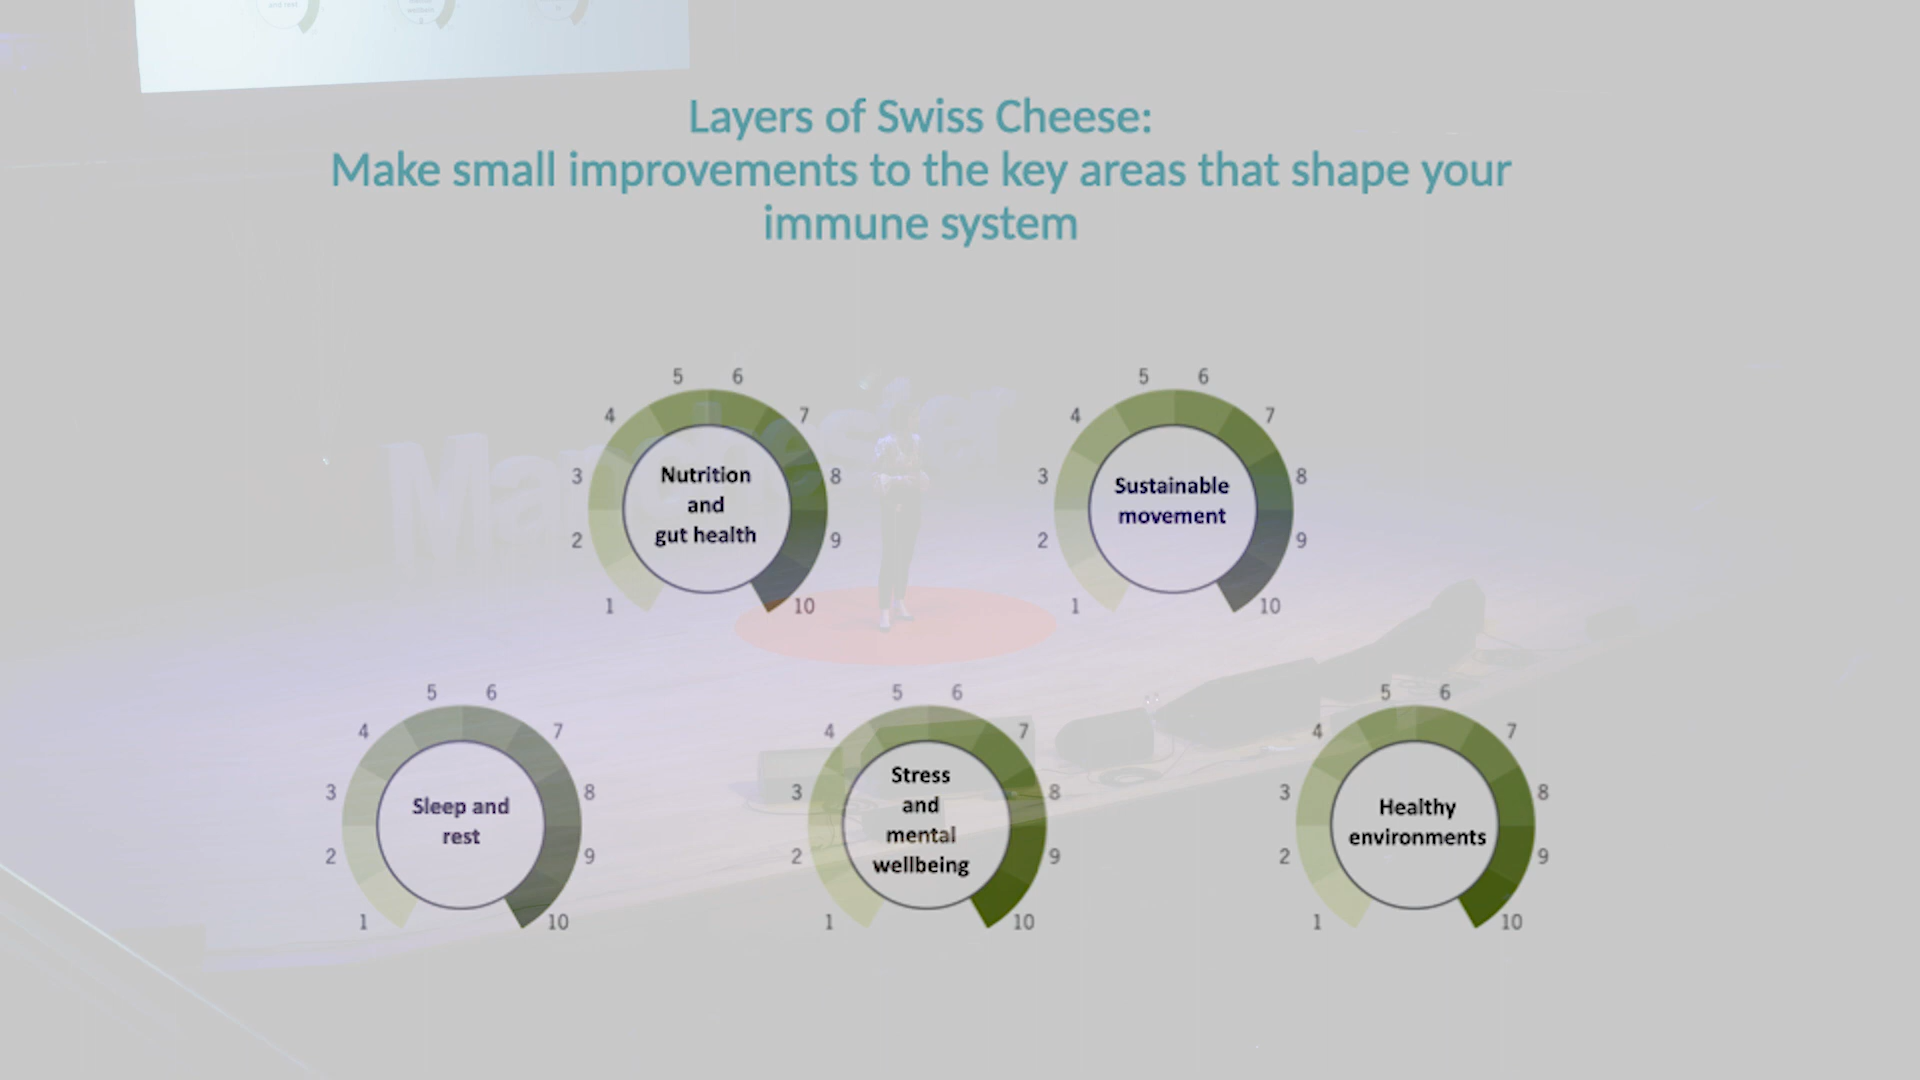 Layers of Swiss Cheese:
Make small improvements to the key areas that shape your
immune system
5 6
4 7
3 8
2 9
1 10
Nutrition
and
gut health
5 6
4 7
3 8
2 9
1 10
Sustainable
movement
5 6
4 7
3 8
2 9
1 10
Sleep and
rest
5 6
4 7
3 8
2 9
1 10
Stress
and
mental
wellbeing
5 6
4 7
3 8
2 9
1 10
Healthy
environments
Manchester
and rest